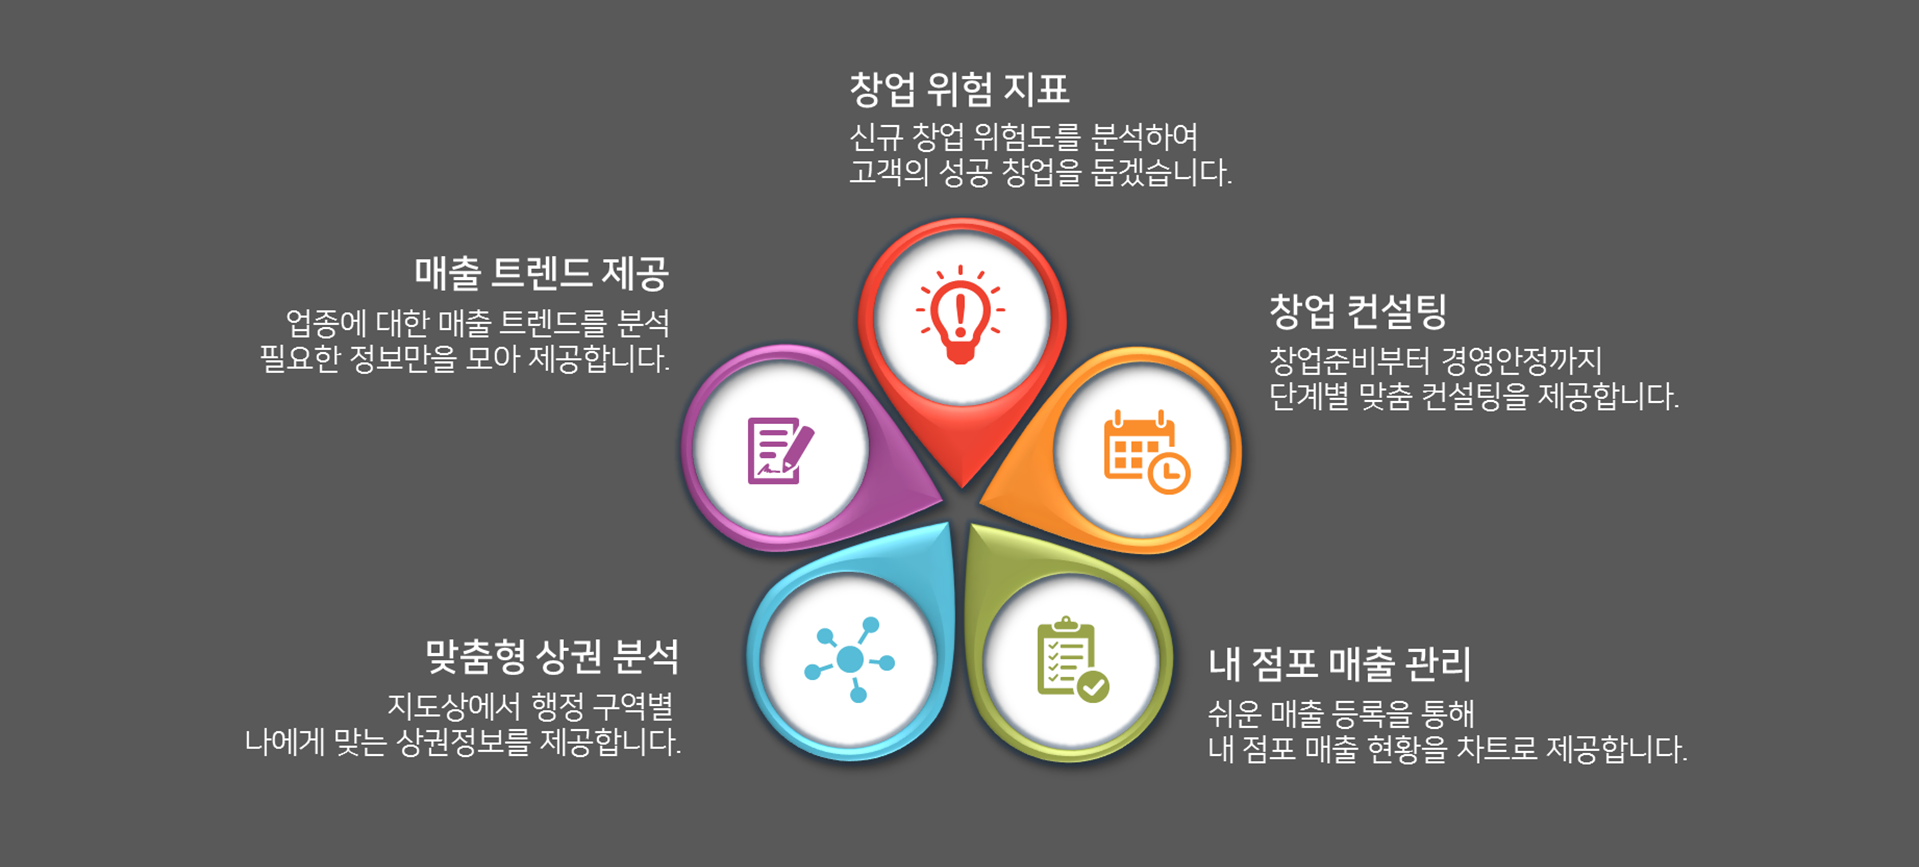 창업 위험 지표
신규 창업 위험도를 분석하여
고객의 성공 창업을 돕겠습니다.
매출 트렌드 제공
업종에 대한 매출 트렌드를 분석
필요한 정보만을 모아 제공합니다.
창업 컨설팅
창업준비부터 경영안정까지
단계별 맞춤 컨설팅을 제공합니다.
맞춤형 상권 분석
지도상에서 행정 구역별
나에게 맞는 상권정보를 제공합니다.
내 점포 매출 관리
쉬운 매출 등록을 통해
내 점포 매출 현황을 차트로 제공합니다.